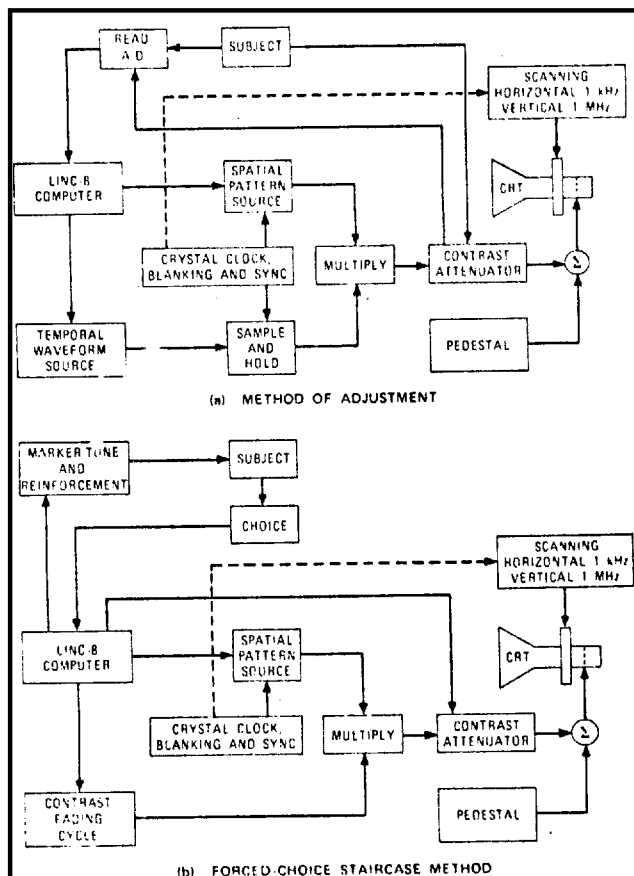 READ
A-D
SUBJECT
SCANNING
HORIZONTAL 1 kHz
VERTICAL 1 MHz
LINC-8
COMPUTER
SPATIAL
PATTERN
SOURCE
CRT
CRYSTAL CLOCK,
BLANKING AND SYNC
MULTIPLY
CONTRAST
ATTENUATOR
Σ
TEMPORAL
WAVEFORM
SOURCE
SAMPLE
AND
HOLD
PEDESTAL
(a) METHOD OF ADJUSTMENT
MARKER TONE
AND
REINFORCEMENT
SUBJECT
CHOICE
SCANNING
HORIZONTAL 1 kHz
VERTICAL 1 MHz
LINC-8
COMPUTER
SPATIAL
PATTERN
SOURCE
CRT
CRYSTAL CLOCK,
BLANKING AND SYNC
MULTIPLY
CONTRAST
ATTENUATOR
Σ
CONTRAST
FADING
CYCLE
PEDESTAL
(b) FORCED-CHOICE STAIRCASE METHOD